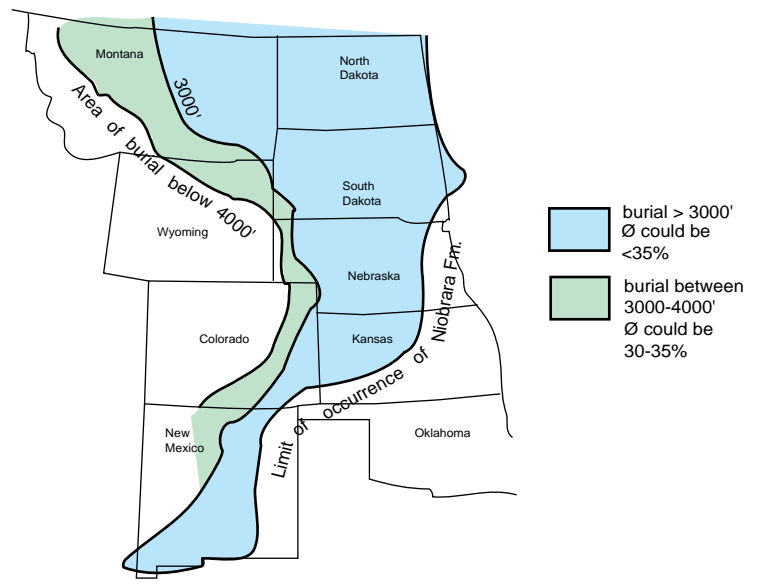 Montana
North
Dakota
3000'
Area of burial below 4000'
South
Dakota
Wyoming
Nebraska
Colorado
Kansas
Limit of occurrence of Niobrara Fm.
New
Mexico
Oklahoma
burial > 3000'
Ø could be
<35%
burial between
3000-4000'
Ø could be
30-35%